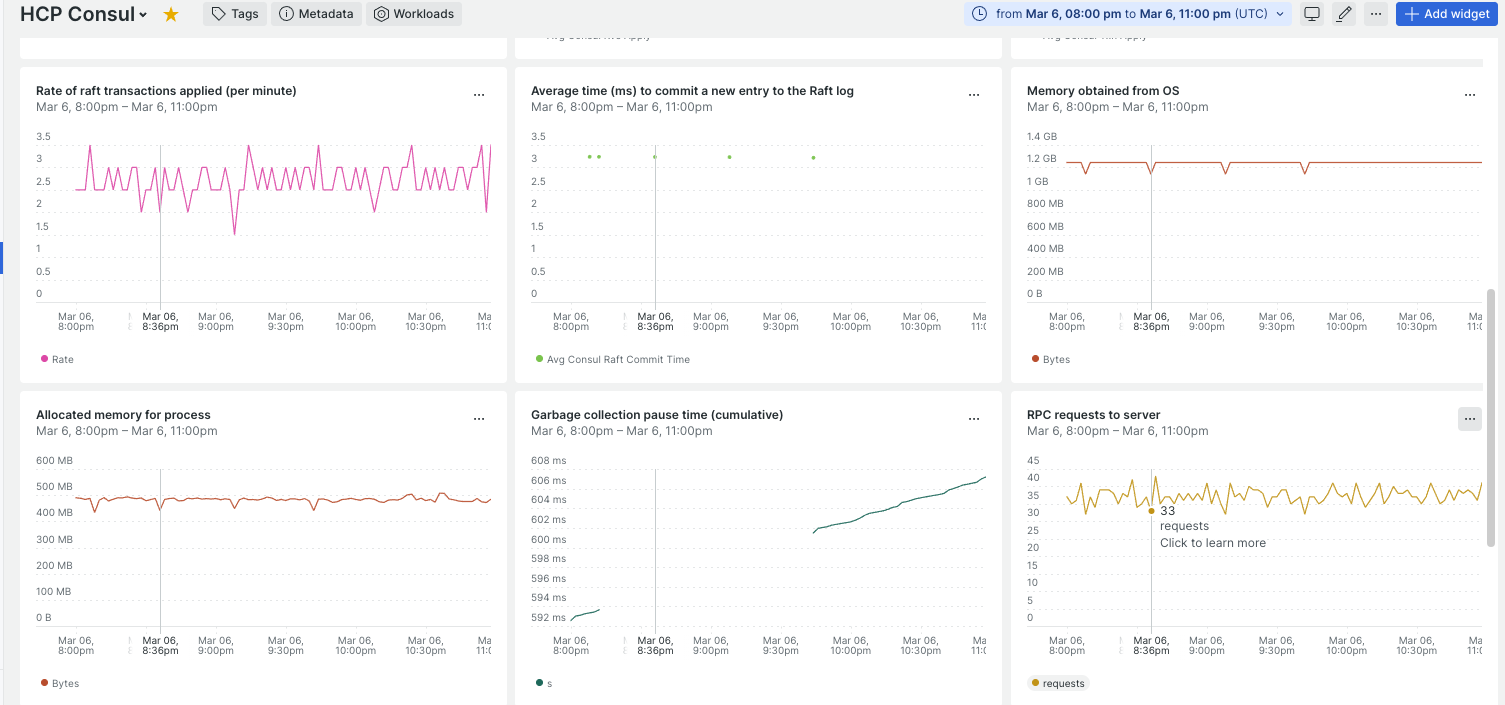 HCP Consul
Tags
Metadata
Workloads
from Mar 6, 08:00 pm to Mar 6, 11:00 pm (UTC)
Add widget
Rate of raft transactions applied (per minute)
Mar 6, 8:00pm – Mar 6, 11:00pm
3.5
3
2.5
2
1.5
1
0.5
0
Mar 06, Mar 06, Mar 06, Mar 06, Mar 06, Mar 06, Ma
8:00pm 8:36pm 9:00pm 9:30pm 10:00pm 10:30pm 11:0
Rate
Average time (ms) to commit a new entry to the Raft log
Mar 6, 8:00pm – Mar 6, 11:00pm
3.5
3
2.5
2
1.5
1
0.5
0
Mar 06, Mar 06, Mar 06, Mar 06, Mar 06, Mar 06, Ma
8:00pm 8:36pm 9:00pm 9:30pm 10:00pm 10:30pm 11:0
Avg Consul Raft Commit Time
Memory obtained from OS
Mar 6, 8:00pm – Mar 6, 11:00pm
1.4 GB
1.2 GB
1 GB
800 MB
600 MB
400 MB
200 MB
0 B
Mar 06, Mar 06, Mar 06, Mar 06, Mar 06, Mar 06, Ma
8:00pm 8:36pm 9:00pm 9:30pm 10:00pm 10:30pm 11:0
Bytes
Allocated memory for process
Mar 6, 8:00pm – Mar 6, 11:00pm
600 MB
500 MB
400 MB
300 MB
200 MB
100 MB
0 B
Mar 06, Mar 06, Mar 06, Mar 06, Mar 06, Mar 06, Ma
8:00pm 8:36pm 9:00pm 9:30pm 10:00pm 10:30pm 11:0
Bytes
Garbage collection pause time (cumulative)
Mar 6, 8:00pm – Mar 6, 11:00pm
608 ms
606 ms
604 ms
602 ms
600 ms
598 ms
596 ms
594 ms
592 ms
Mar 06, Mar 06, Mar 06, Mar 06, Mar 06, Mar 06, Ma
8:00pm 8:36pm 9:00pm 9:30pm 10:00pm 10:30pm 11:0
s
RPC requests to server
Mar 6, 8:00pm – Mar 6, 11:00pm
45
40
35
30
25
20
15
10
5
0
33
requests
Click to learn more
Mar 06, Mar 06, Mar 06, Mar 06, Mar 06, Mar 06, Ma
8:00pm 8:36pm 9:00pm 9:30pm 10:00pm 10:30pm 11:0
requests